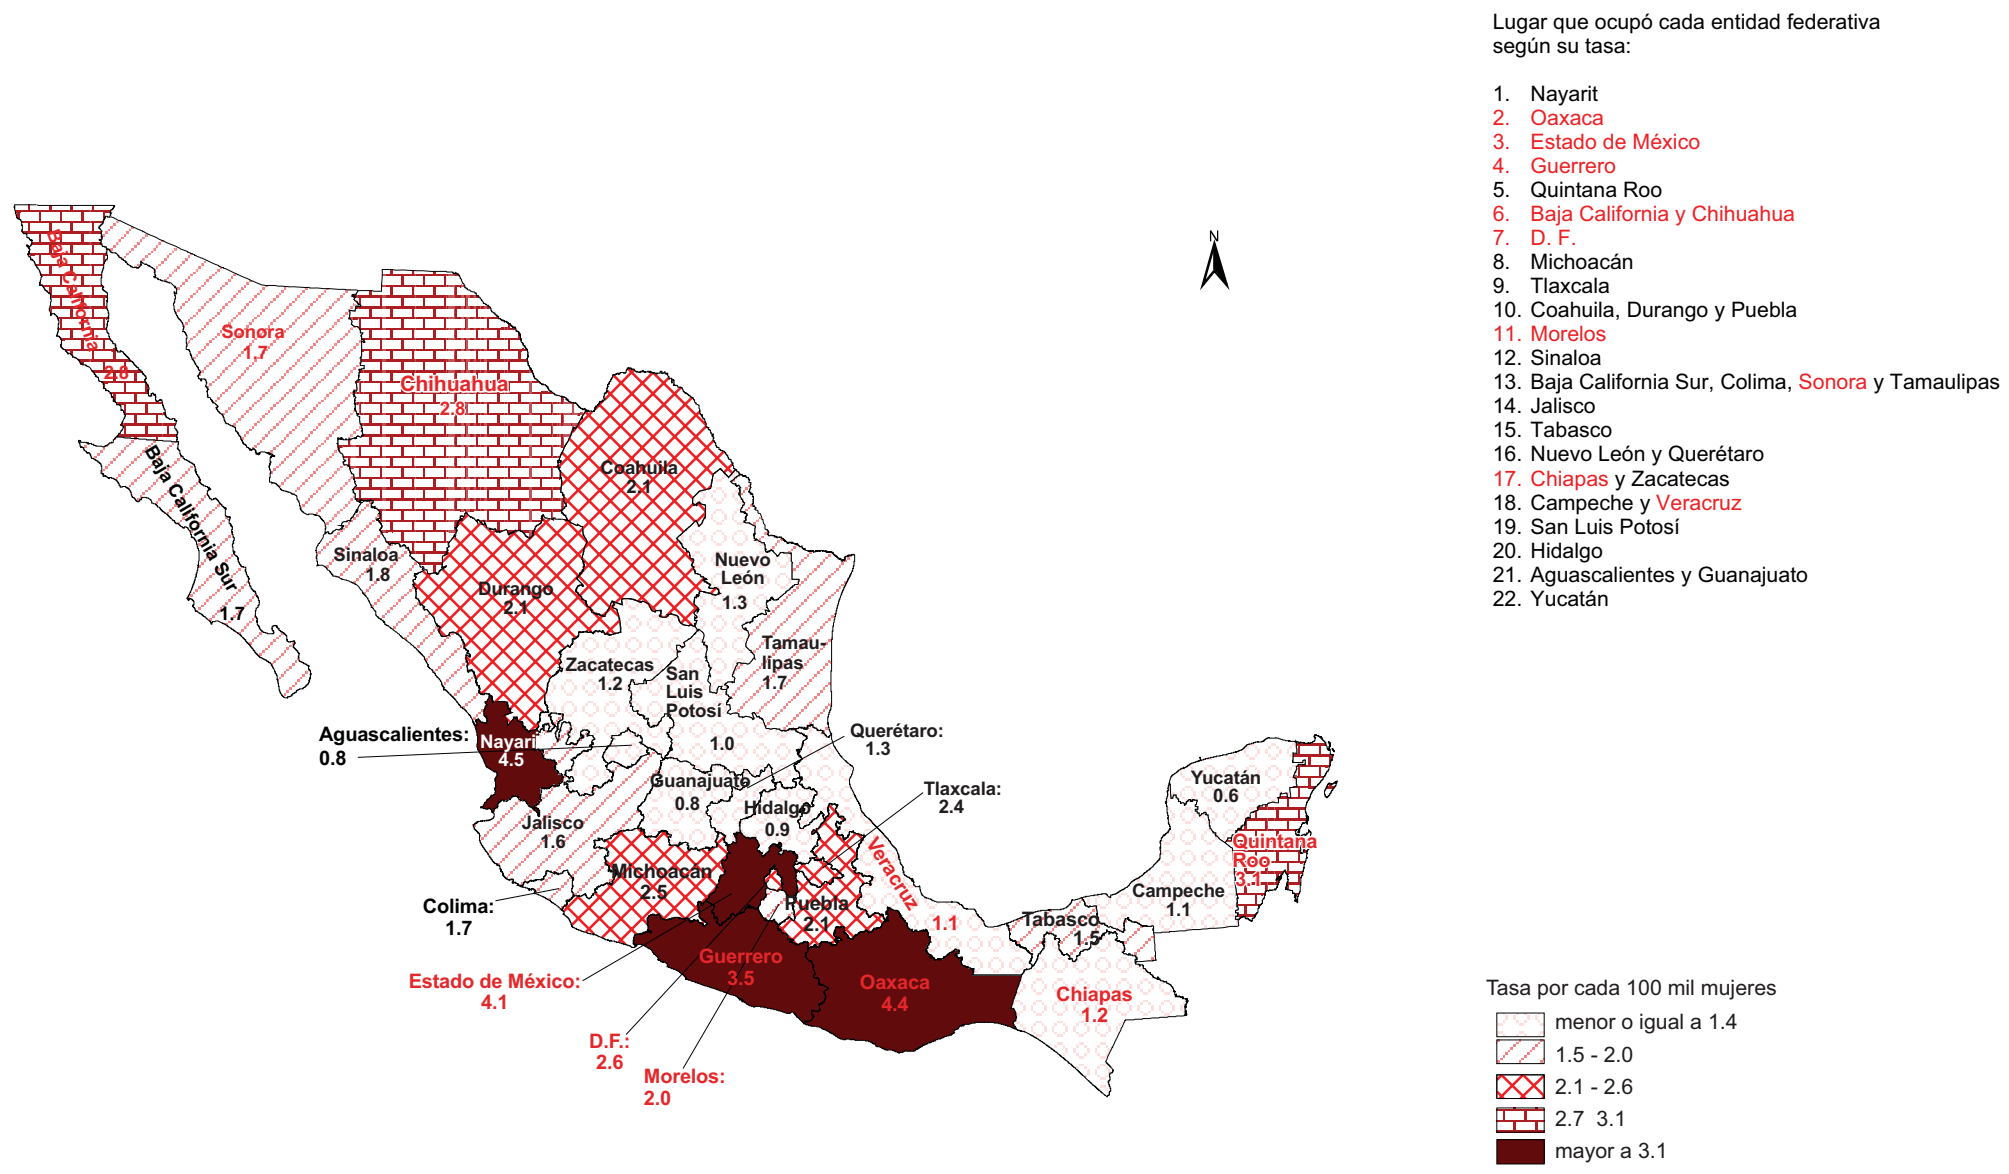 Lugar que ocupó cada entidad federativa
según su tasa:
1. Nayarit
2. Oaxaca
3. Estado de México
4. Guerrero
5. Quintana Roo
6. Baja California y Chihuahua
7. D. F.
8. Michoacán
9. Tlaxcala
10. Coahuila, Durango y Puebla
11. Morelos
12. Sinaloa
13. Baja California Sur, Colima, Sonora y Tamaulipas
14. Jalisco
15. Tabasco
16. Nuevo León y Querétaro
17. Chiapas y Zacatecas
18. Campeche y Veracruz
19. San Luis Potosí
20. Hidalgo
21. Aguascalientes y Guanajuato
22. Yucatán
N
Baja California
2.8
Sonora
1.7
Chihuahua
2.8
Coahuila
2.1
Baja California Sur
1.7
Sinaloa
1.8
Durango
2.1
Nuevo
León
1.3
Tamau-
lipas
1.7
Zacatecas
1.2
San
Luis
Potosí
1.0
Aguascalientes:
0.8
Nayari
4.5
Querétaro:
1.3
Guanajuato
0.8
Hidalgo
0.9
Tlaxcala:
2.4
Jalisco
1.6
Michoacán
2.5
Colima:
1.7
Puebla
2.1
Veracruz
1.1
Yucatán
0.6
Quintana
Roo
3.1
Campeche
1.1
Tabasco
1.5
Guerrero
3.5
Oaxaca
4.4
Chiapas
1.2
Estado de México:
4.1
D.F.:
2.6
Morelos:
2.0
Tasa por cada 100 mil mujeres
menor o igual a 1.4
1.5 - 2.0
2.1 - 2.6
2.7 3.1
mayor a 3.1